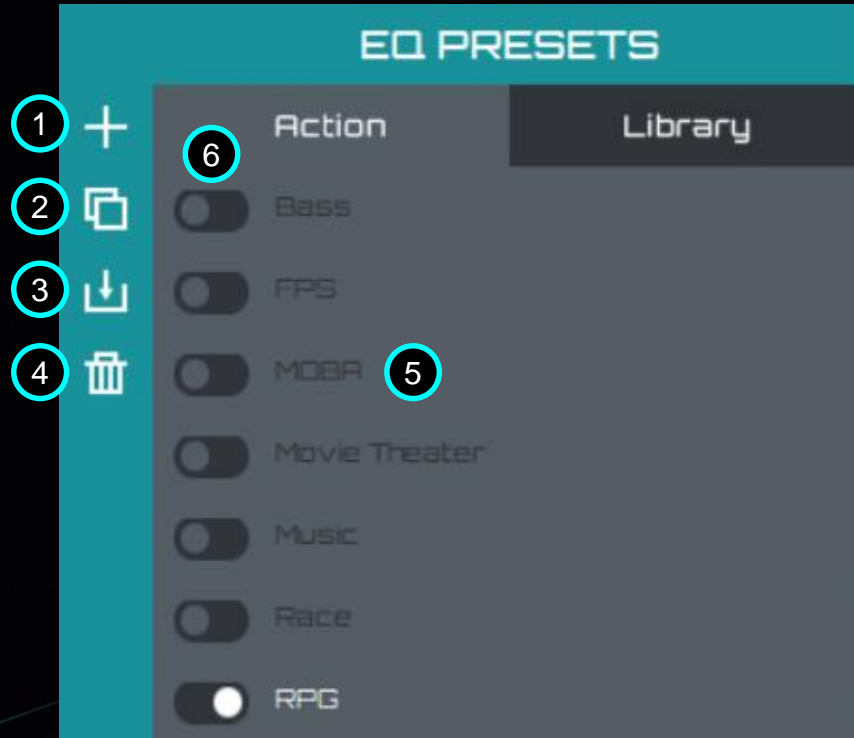 EQ PRESETS
1
Action
Library
6
2
Bass
3
FPS
4
MOBA
5
Movie Theater
Music
Race
RPG